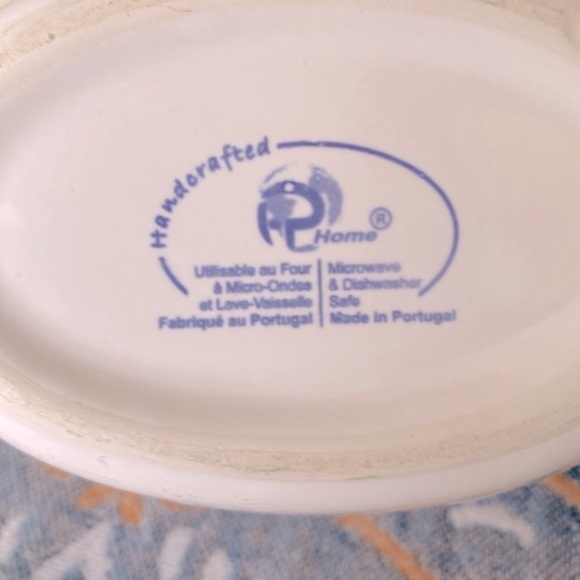 Handcrafted
PL Home®
Utilisable au Four
à Micro-Ondes
et Lave-Vaisselle
Fabriqué au Portugal
Microwave
& Dishwasher
Safe
Made in Portugal